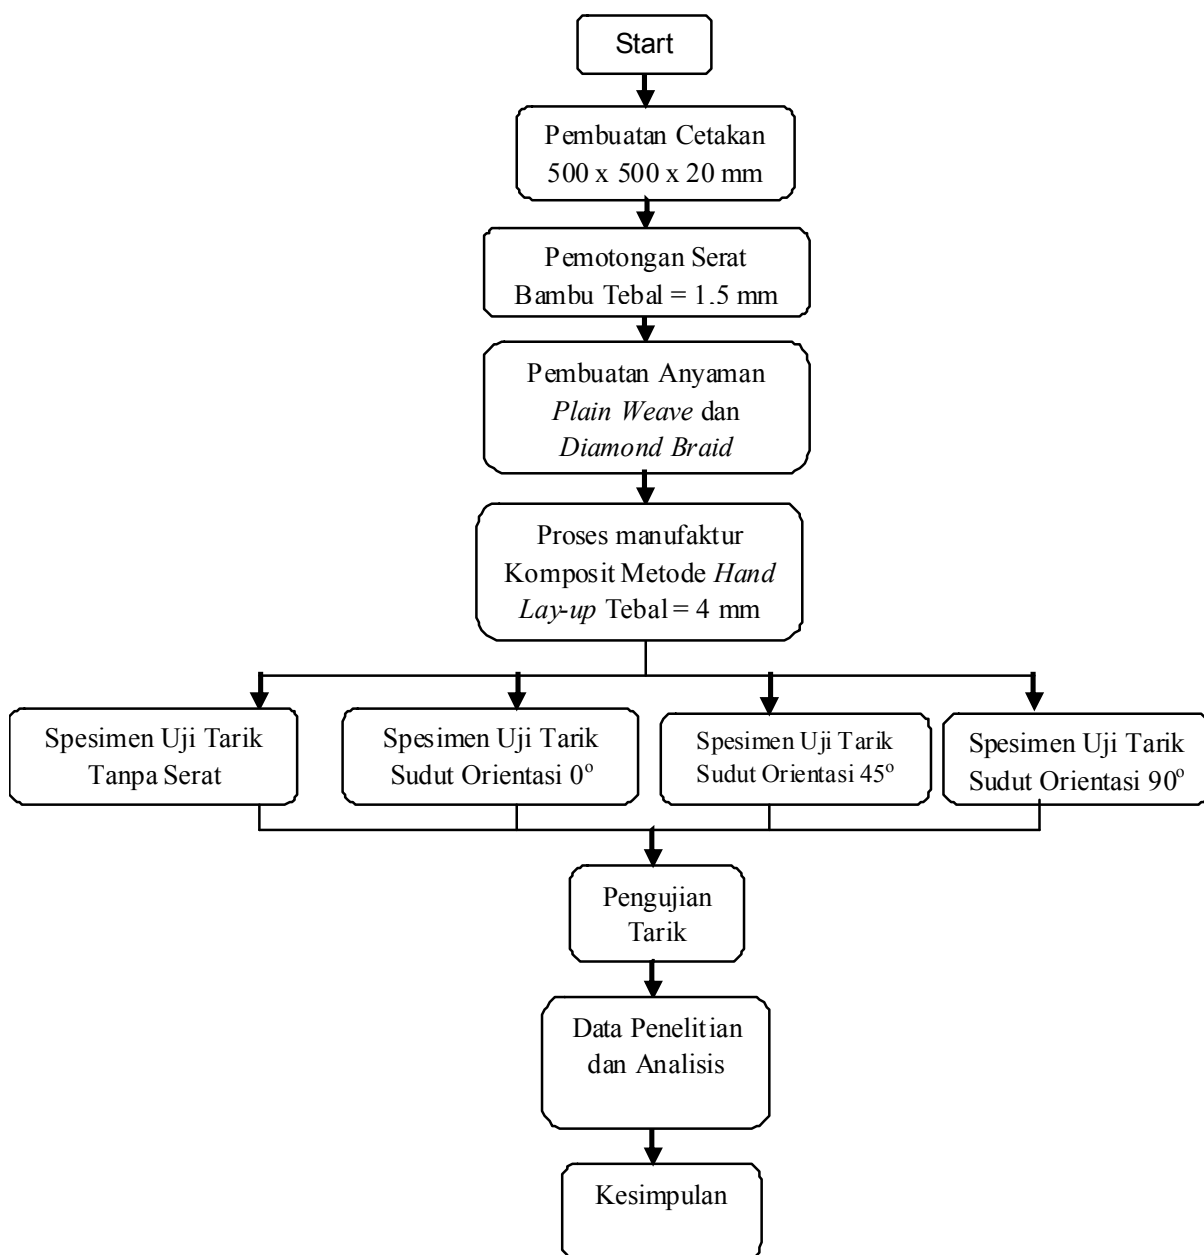 Start
Pembuatan Cetakan
500 x 500 x 20 mm
Pemotongan Serat
Bambu Tebal = 1.5 mm
Pembuatan Anyaman
Plain Weave dan
Diamond Braid
Proses manufaktur
Komposit Metode Hand
Lay-up Tebal = 4 mm
Spesimen Uji Tarik
Tanpa Serat
Spesimen Uji Tarik
Sudut Orientasi 0º
Spesimen Uji Tarik
Sudut Orientasi 45º
Spesimen Uji Tarik
Sudut Orientasi 90º
Pengujian
Tarik
Data Penelitian
dan Analisis
Kesimpulan